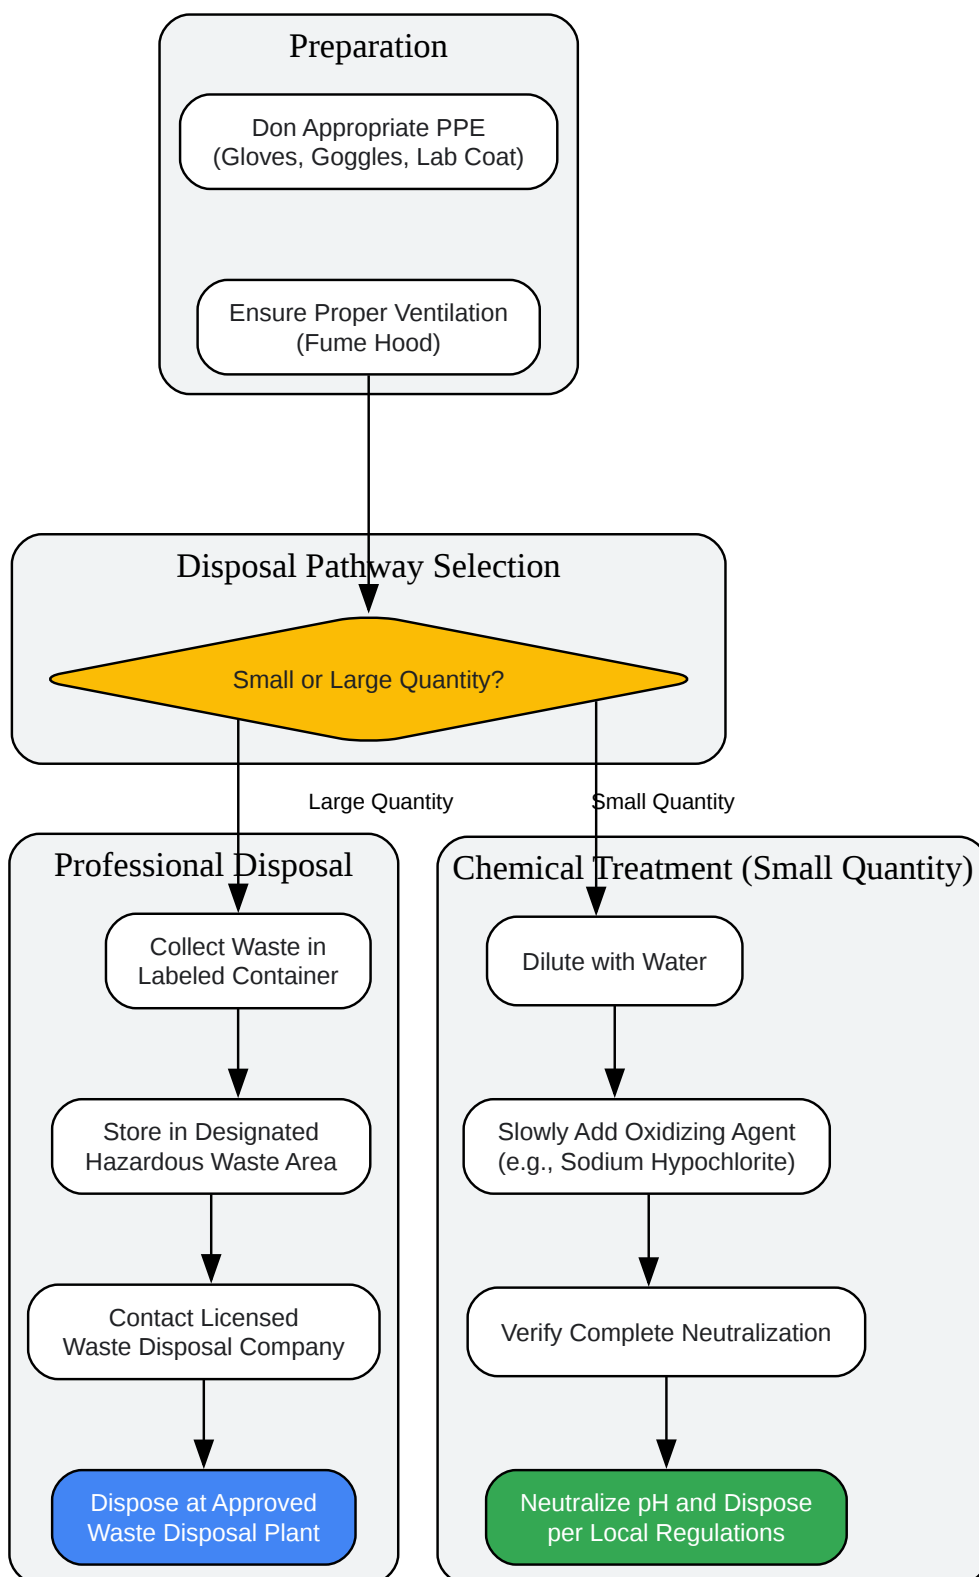 Preparation
Don Appropriate PPE
(Gloves, Goggles, Lab Coat)
Ensure Proper Ventilation
(Fume Hood)
Disposal Pathway Selection
Small or Large Quantity?
Large Quantity
Small Quantity
Professional Disposal
Collect Waste in
Labeled Container
Store in Designated
Hazardous Waste Area
Contact Licensed
Waste Disposal Company
Dispose at Approved
Waste Disposal Plant
Chemical Treatment (Small Quantity)
Dilute with Water
Slowly Add Oxidizing Agent
(e.g., Sodium Hypochlorite)
Verify Complete Neutralization
Neutralize pH and Dispose
per Local Regulations